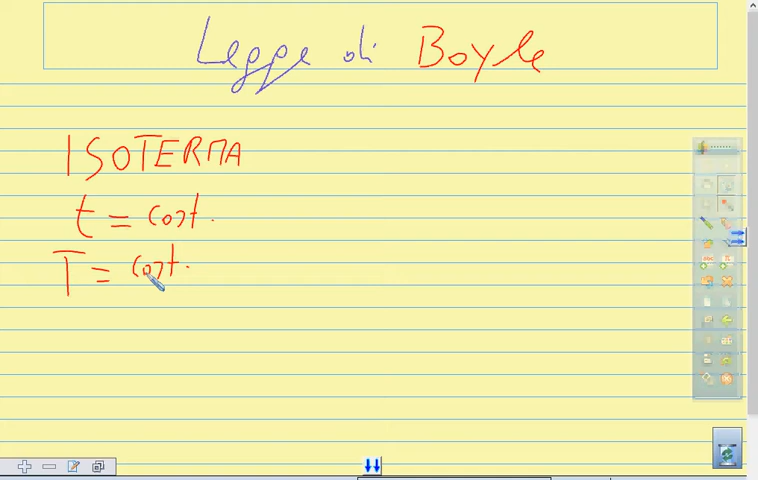 Legge di Boyle
ISOTERMA
t = cost.
T = cost.